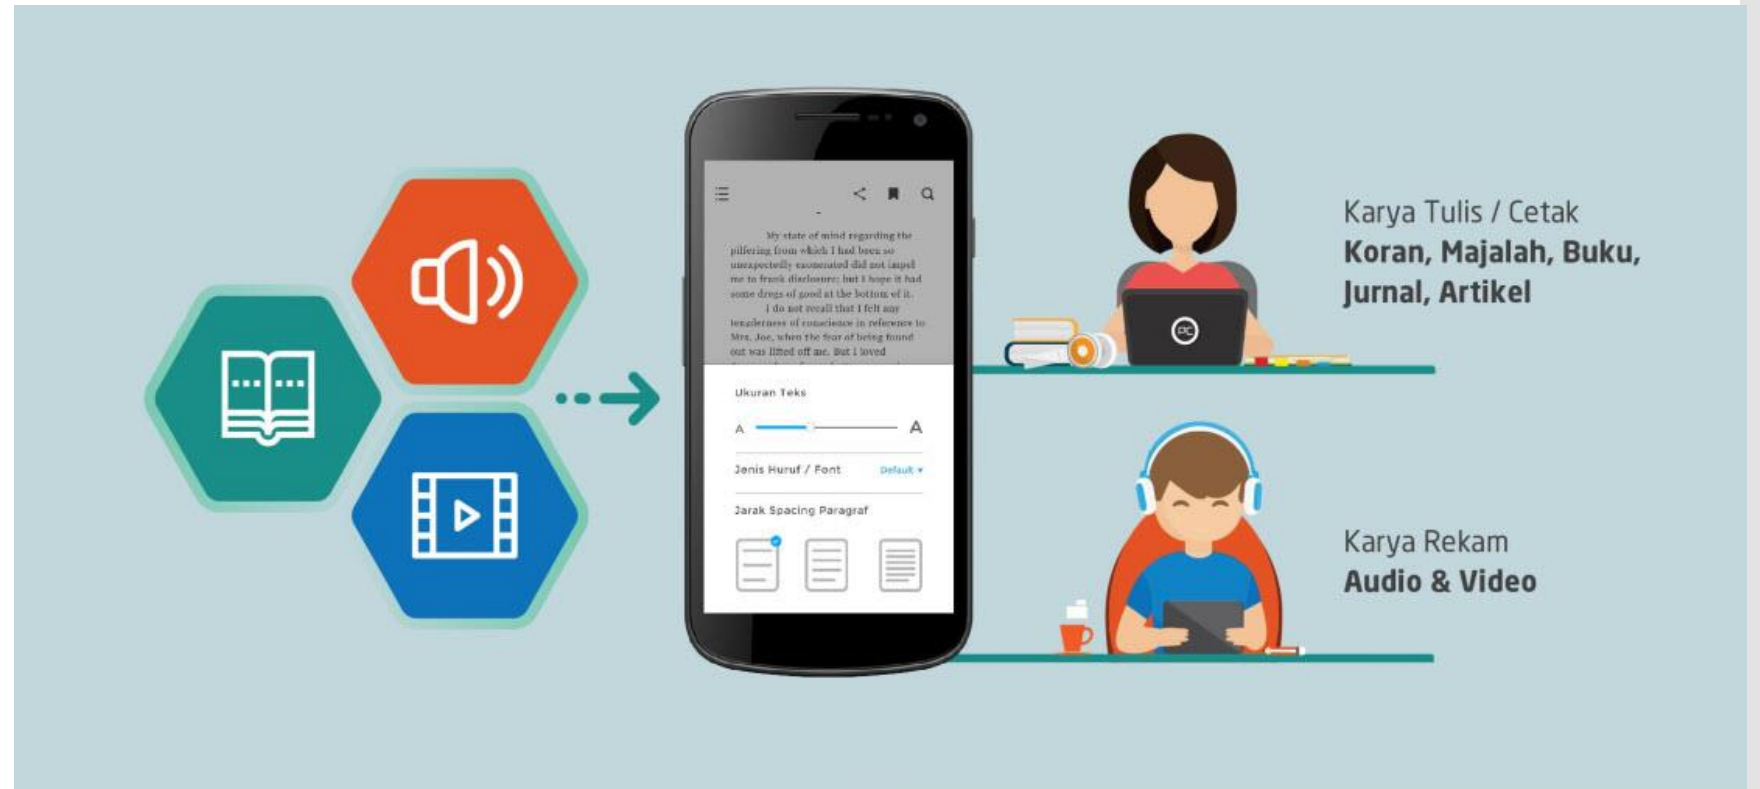 My state of mind regarding the
pilfering from which I had been so
unexpectedly exonerated did not impel
me to frank disclosure; but I hope it had
some dregs of good at the bottom of it.
I do not recall that I felt any
tenderness of conscience in reference to
Mrs. Joe, when the fear of being found
out was lifted off me. But I loved
Ukuran Teks
A A
Jenis Huruf / Font Default
Jarak Spacing Paragraf
PC
Karya Tulis / Cetak
Koran, Majalah, Buku,
Jurnal, Artikel
Karya Rekam
Audio & Video